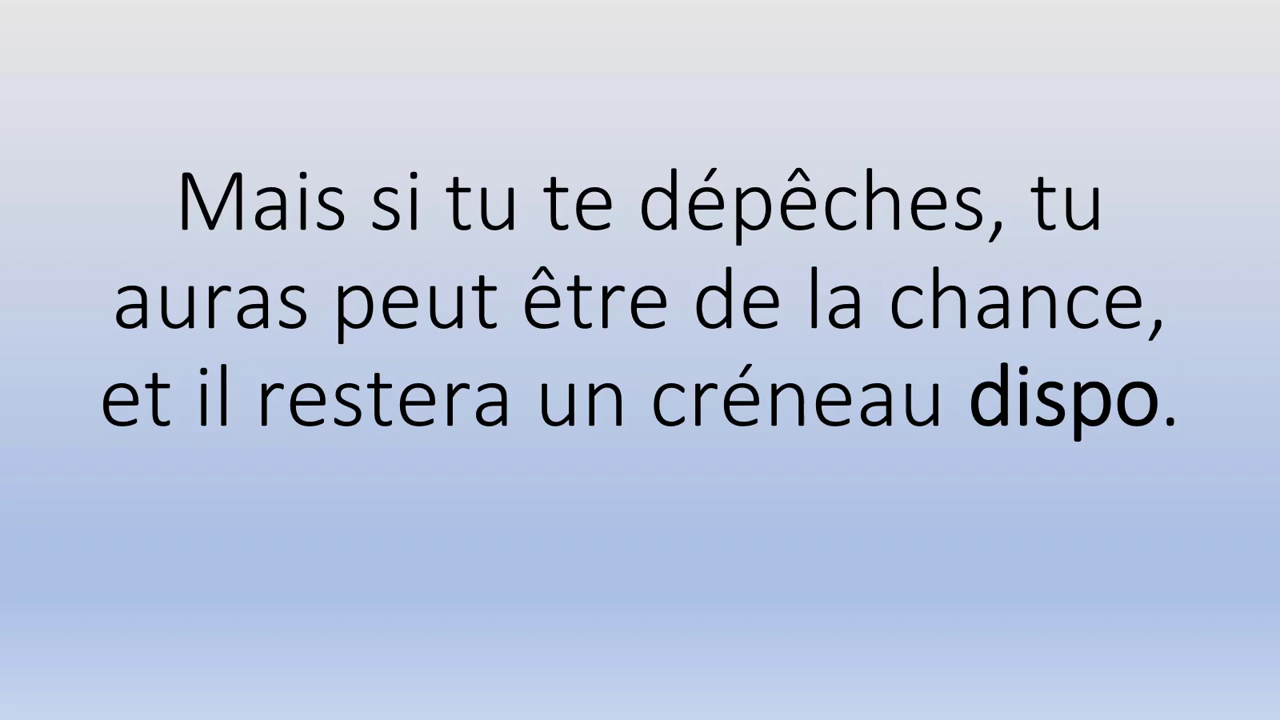 Mais si tu te dépêches, tu
auras peut être de la chance,
et il restera un créneau dispo.